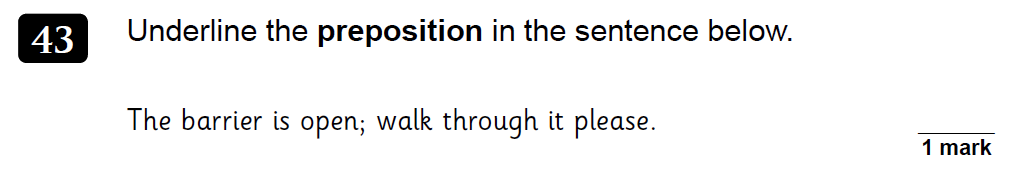 43 Underline the preposition in the sentence below.
The barrier is open; walk through it please.
1 mark